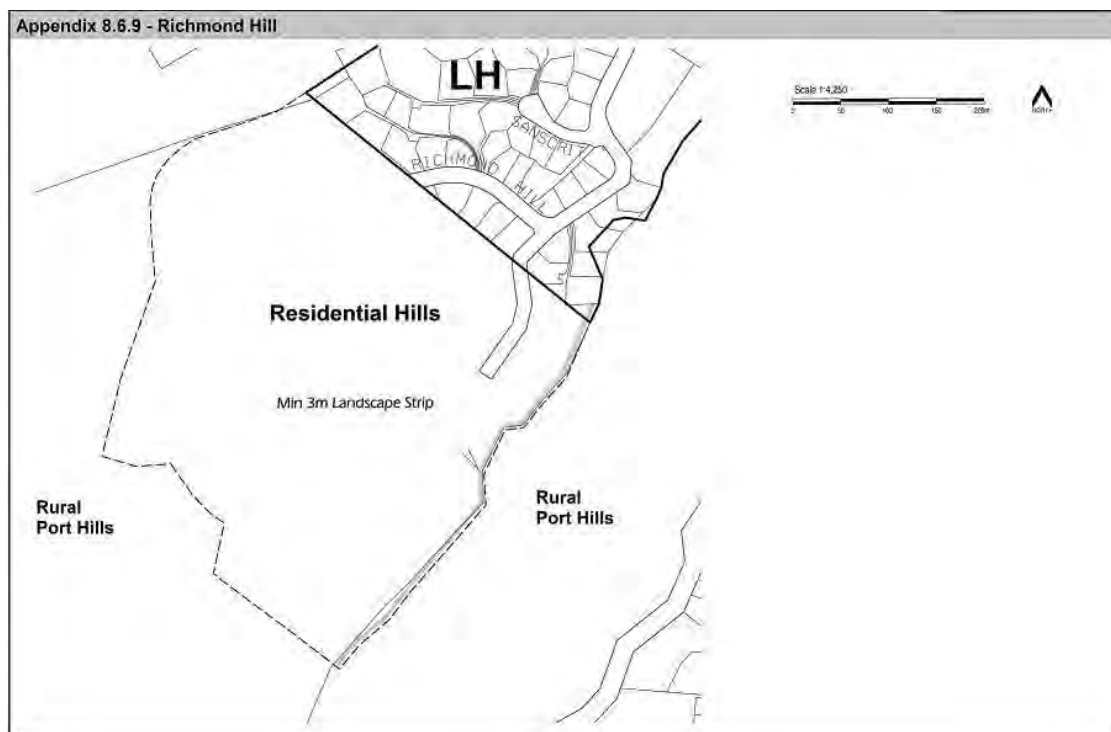 Appendix 8.6.9 - Richmond Hill
LH
Scale 1:4,250
0 50 100 150 200m
NORTH
SANSCRIT
RICHMOND HILL
Residential Hills
Min 3m Landscape Strip
Rural
Port Hills
Rural
Port Hills